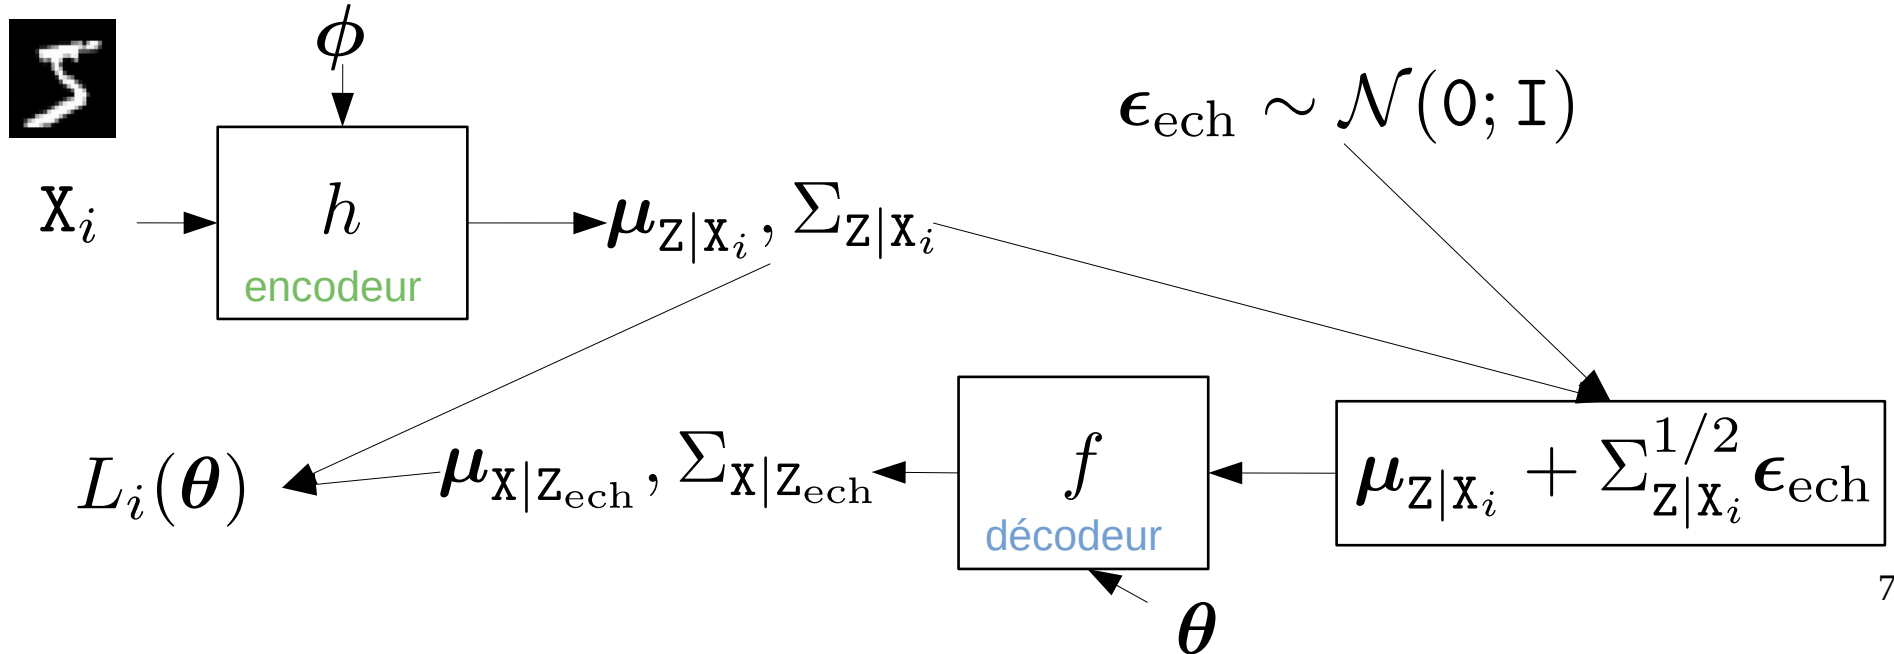 ϕ
ϵ_ech ∼ 𝒩(0; I)
X_i
h
encodeur
μ_{Z|X_i}, Σ_{Z|X_i}
L_i(θ)
μ_{X|Z_ech}, Σ_{X|Z_ech}
f
décodeur
μ_{Z|X_i} + Σ_{Z|X_i}^{1/2} ϵ_ech
θ
7